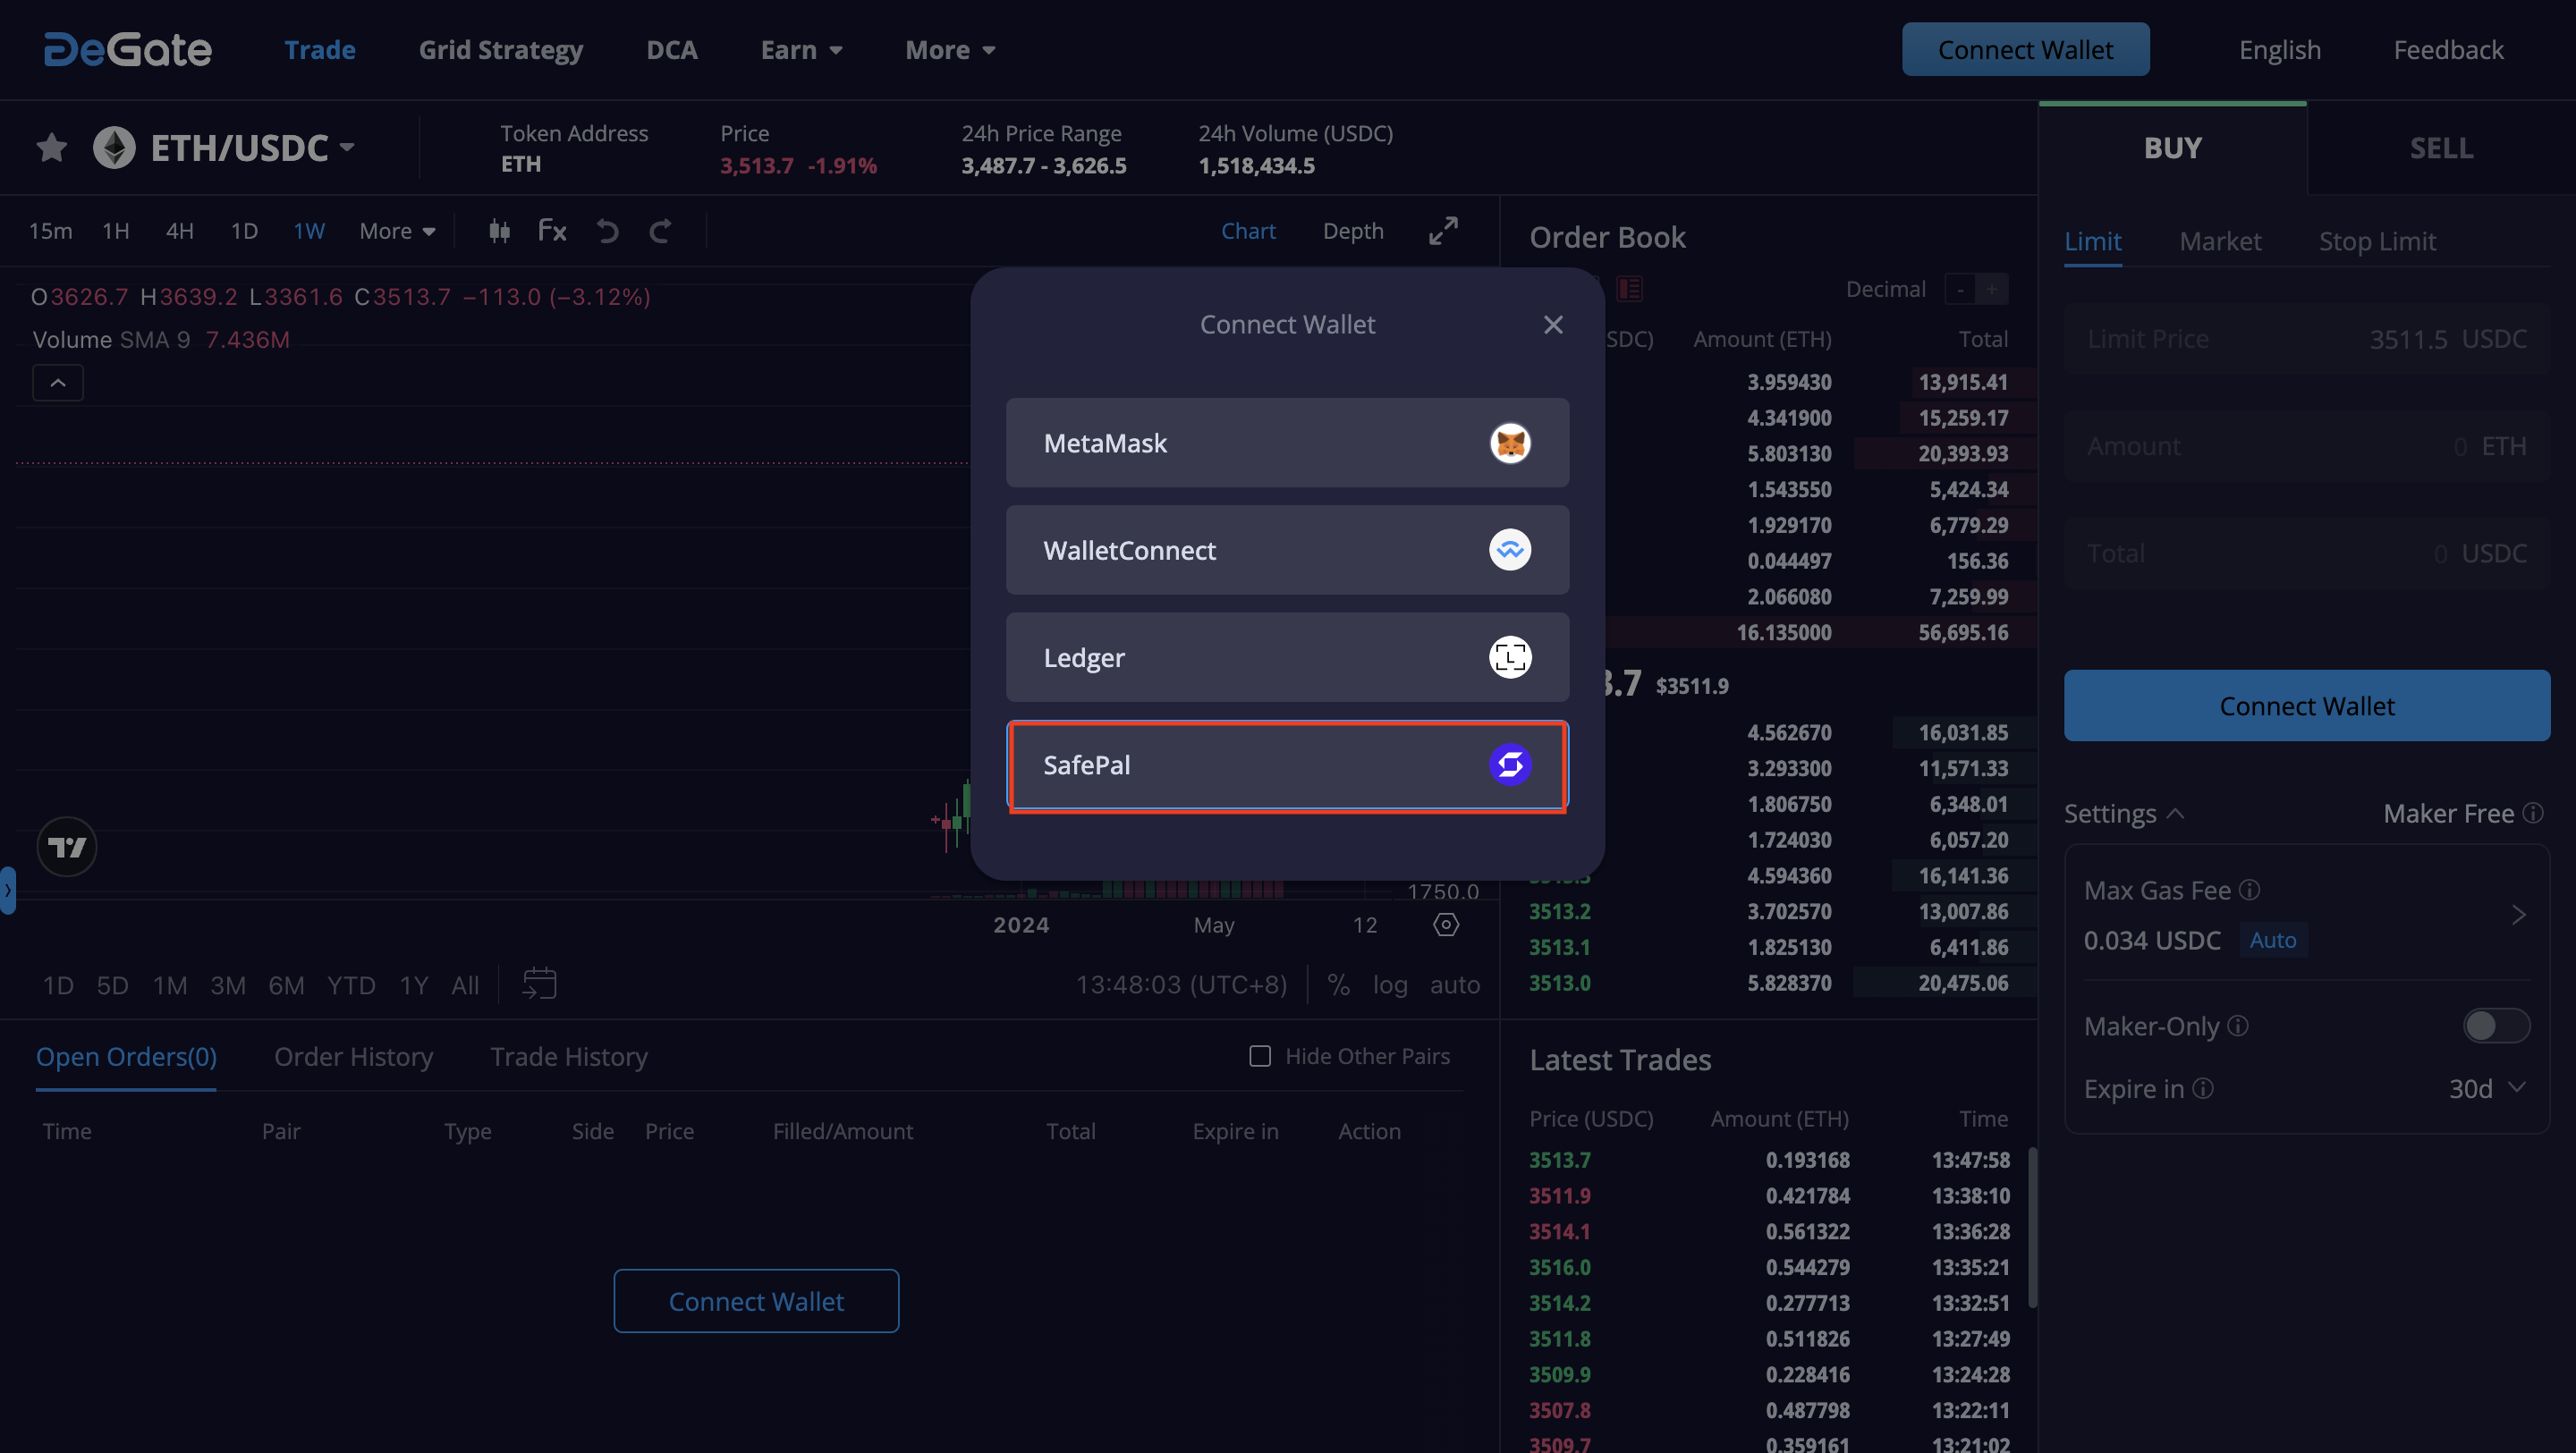 DeGate Trade Grid Strategy DCA Earn More Connect Wallet English Feedback
ETH/USDC
Token Address
ETH
Price
3,513.7 -1.91%
24h Price Range
3,487.7 - 3,626.5
24h Volume (USDC)
1,518,434.5
15m 1H 4H 1D 1W More Fx Chart Depth
O3626.7 H3639.2 L3361.6 C3513.7 −113.0 (−3.12%)
Volume SMA 9 7.436M
1750.0
2024 May 12
1D 5D 1M 3M 6M YTD 1Y All 13:48:03 (UTC+8) % log auto
Connect Wallet
MetaMask
WalletConnect
Ledger
SafePal
Order Book
Decimal - +
SDC) Amount (ETH) Total
3.959430 13,915.41
4.341900 15,259.17
5.803130 20,393.93
1.543550 5,424.34
1.929170 6,779.29
0.044497 156.36
2.066080 7,259.99
16.135000 56,695.16
3.7 $3511.9
4.562670 16,031.85
3.293300 11,571.33
1.806750 6,348.01
1.724030 6,057.20
4.594360 16,141.36
3513.2 3.702570 13,007.86
3513.1 1.825130 6,411.86
3513.0 5.828370 20,475.06
Open Orders(0) Order History Trade History Hide Other Pairs
Time Pair Type Side Price Filled/Amount Total Expire in Action
Connect Wallet
Latest Trades
Price (USDC) Amount (ETH) Time
3513.7 0.193168 13:47:58
3511.9 0.421784 13:38:10
3514.1 0.561322 13:36:28
3516.0 0.544279 13:35:21
3514.2 0.277713 13:32:51
3511.8 0.511826 13:27:49
3509.9 0.228416 13:24:28
3507.8 0.487798 13:22:11
3509.7 0.359161 13:21:02
BUY SELL
Limit Market Stop Limit
Limit Price 3511.5 USDC
Amount 0 ETH
Total 0 USDC
Connect Wallet
Settings Maker Free
Max Gas Fee
0.034 USDC Auto
Maker-Only
Expire in 30d